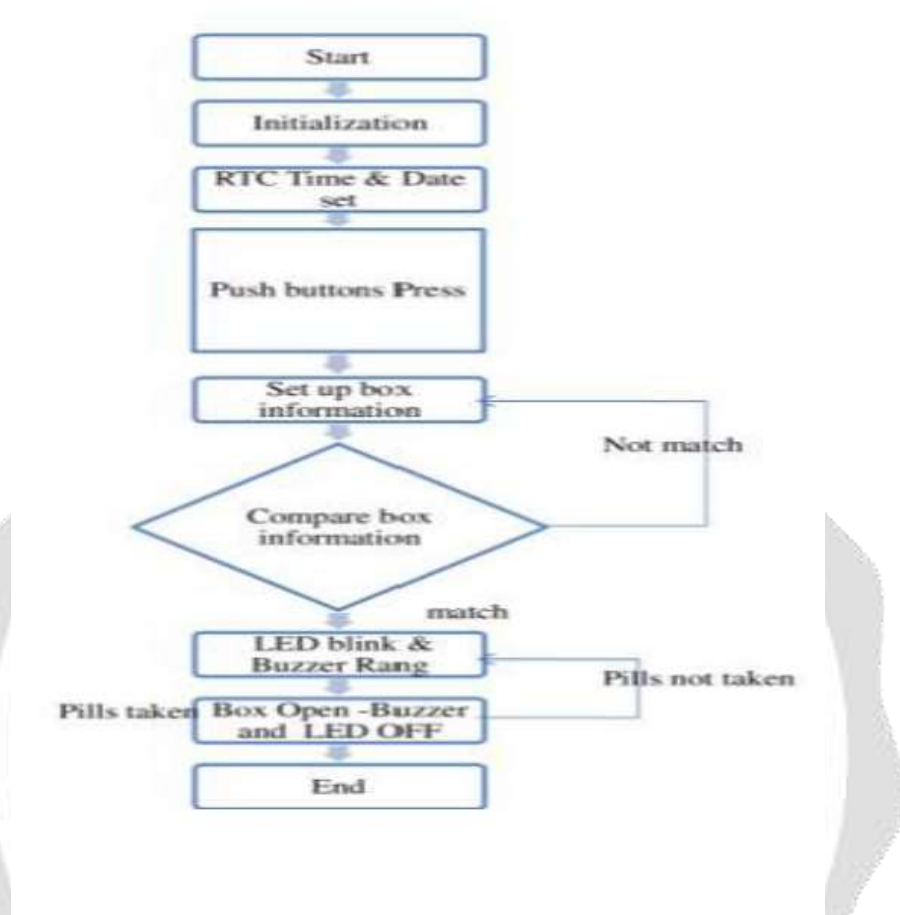 Start
Initialization
RTC Time & Date
set
Push buttons Press
Set up box
information
Not match
Compare box
information
match
LED blink &
Buzzer Rang
Pills not taken
Pills taken
Box Open -Buzzer
and LED OFF
End